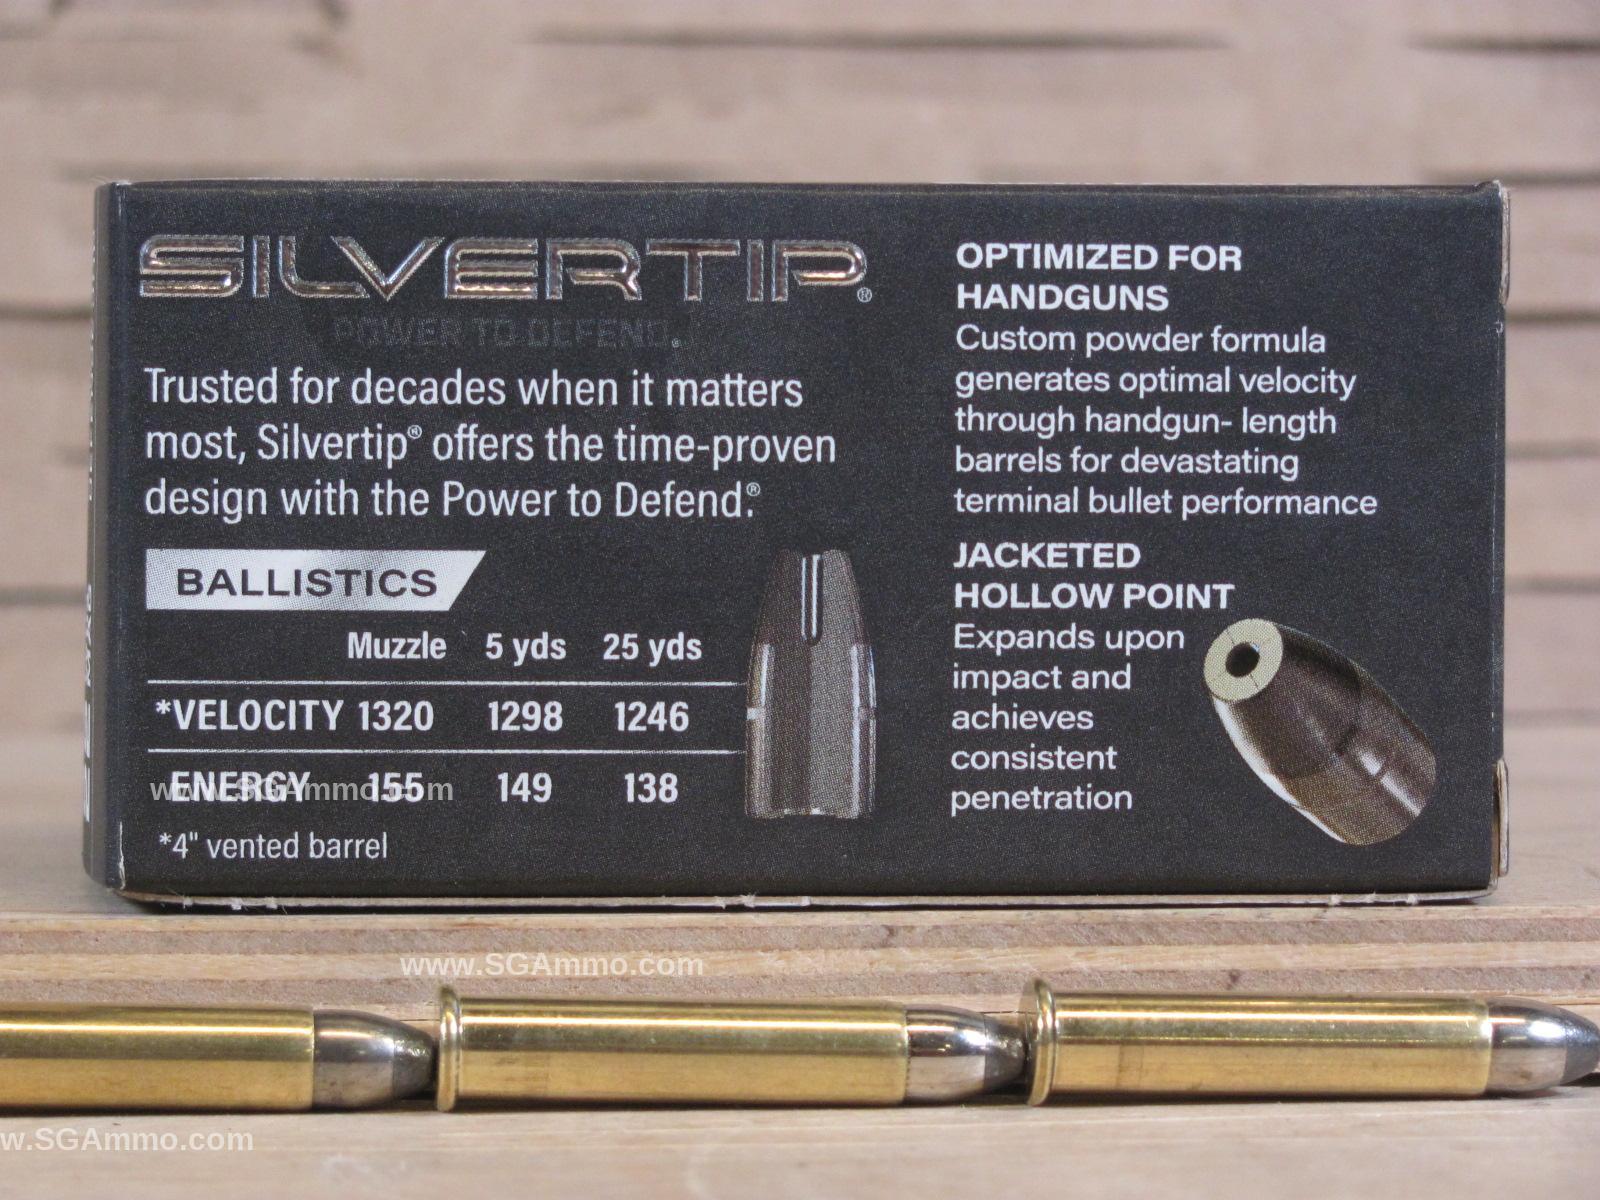 SILVERTIP®
POWER TO DEFEND®
Trusted for decades when it matters
most, Silvertip® offers the time-proven
design with the Power to Defend.®
BALLISTICS
Muzzle 5 yds 25 yds
*VELOCITY 1320 1298 1246
ENERGY 155 149 138
*4" vented barrel
OPTIMIZED FOR
HANDGUNS
Custom powder formula
generates optimal velocity
through handgun- length
barrels for devastating
terminal bullet performance
JACKETED
HOLLOW POINT
Expands upon
impact and
achieves
consistent
penetration
www.SGAmmo.com
www.SGAmmo.com
w.SGAmmo.com